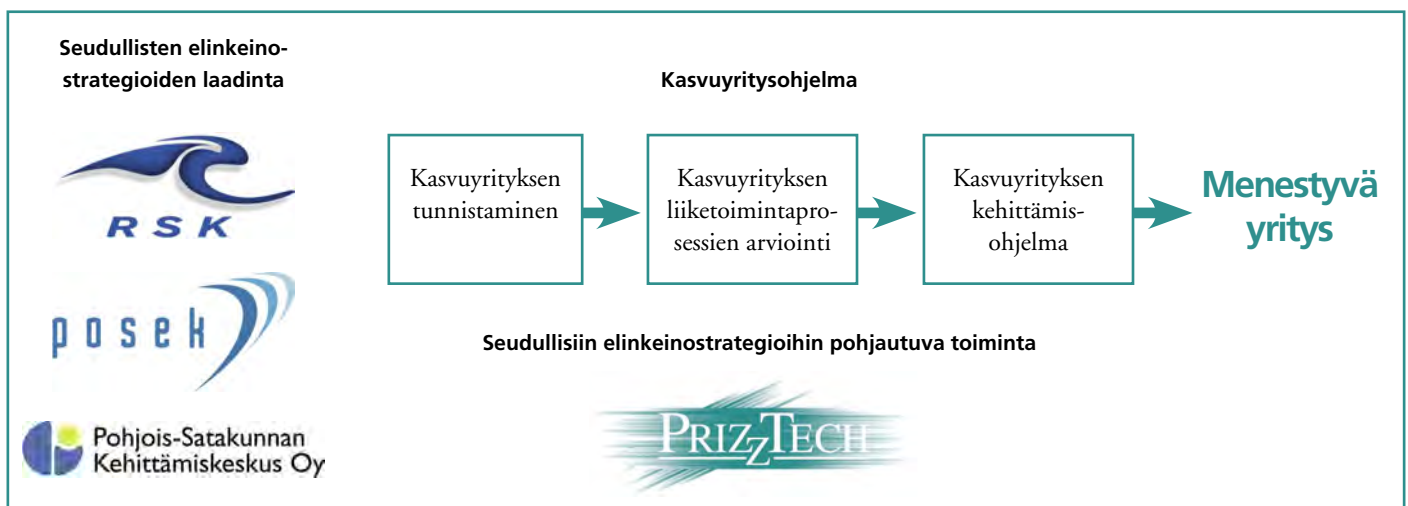 Seudullisten elinkeino-
strategioiden laadinta
RSK
posek
Pohjois-Satakunnan
Kehittämiskeskus Oy
Kasvuyritysohjelma
Kasvuyrityksen
tunnistaminen
Kasvuyrityksen
liiketoimintapro-
sessien arviointi
Kasvuyrityksen
kehittämis-
ohjelma
Menestyvä
yritys
Seudullisiin elinkeinostrategioihin pohjautuva toiminta
PRIZZTECH